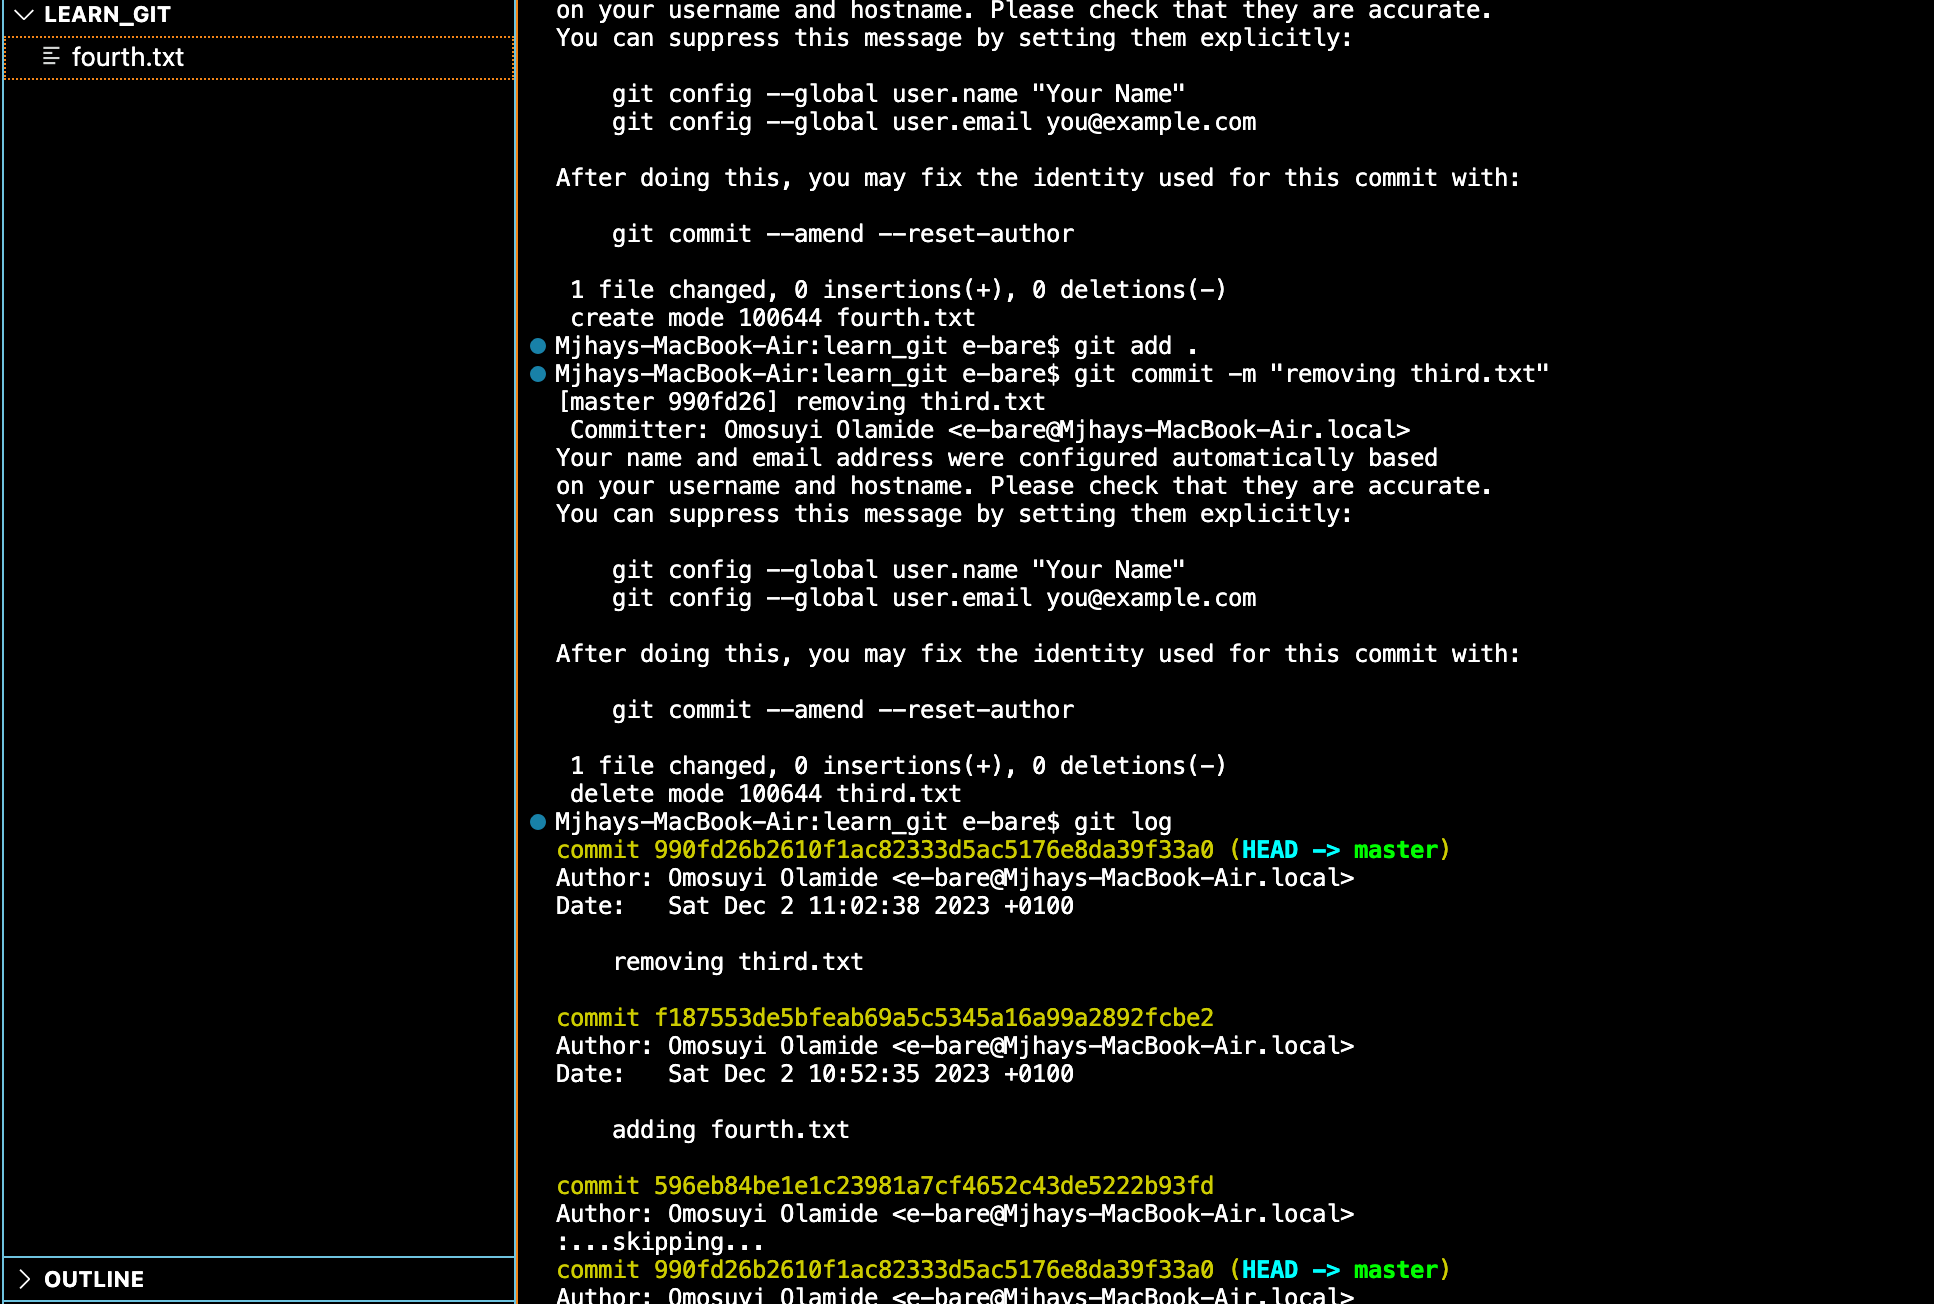 LEARN_GIT
fourth.txt
OUTLINE
on your username and hostname. Please check that they are accurate.
You can suppress this message by setting them explicitly:
git config --global user.name "Your Name"
git config --global user.email you@example.com
After doing this, you may fix the identity used for this commit with:
git commit --amend --reset-author
1 file changed, 0 insertions(+), 0 deletions(-)
create mode 100644 fourth.txt
Mjhays-MacBook-Air:learn_git e-bare$ git add .
Mjhays-MacBook-Air:learn_git e-bare$ git commit -m "removing third.txt"
[master 990fd26] removing third.txt
Committer: Omosuyi Olamide <e-bare@Mjhays-MacBook-Air.local>
Your name and email address were configured automatically based
on your username and hostname. Please check that they are accurate.
You can suppress this message by setting them explicitly:
git config --global user.name "Your Name"
git config --global user.email you@example.com
After doing this, you may fix the identity used for this commit with:
git commit --amend --reset-author
1 file changed, 0 insertions(+), 0 deletions(-)
delete mode 100644 third.txt
Mjhays-MacBook-Air:learn_git e-bare$ git log
commit 990fd26b2610f1ac82333d5ac5176e8da39f33a0 (HEAD -> master)
Author: Omosuyi Olamide <e-bare@Mjhays-MacBook-Air.local>
Date:   Sat Dec 2 11:02:38 2023 +0100
removing third.txt
commit f187553de5bfeab69a5c5345a16a99a2892fcbe2
Author: Omosuyi Olamide <e-bare@Mjhays-MacBook-Air.local>
Date:   Sat Dec 2 10:52:35 2023 +0100
adding fourth.txt
commit 596eb84be1e1c23981a7cf4652c43de5222b93fd
Author: Omosuyi Olamide <e-bare@Mjhays-MacBook-Air.local>
:...skipping...
commit 990fd26b2610f1ac82333d5ac5176e8da39f33a0 (HEAD -> master)
Author: Omosuyi Olamide <e-bare@Mjhays-MacBook-Air.local>